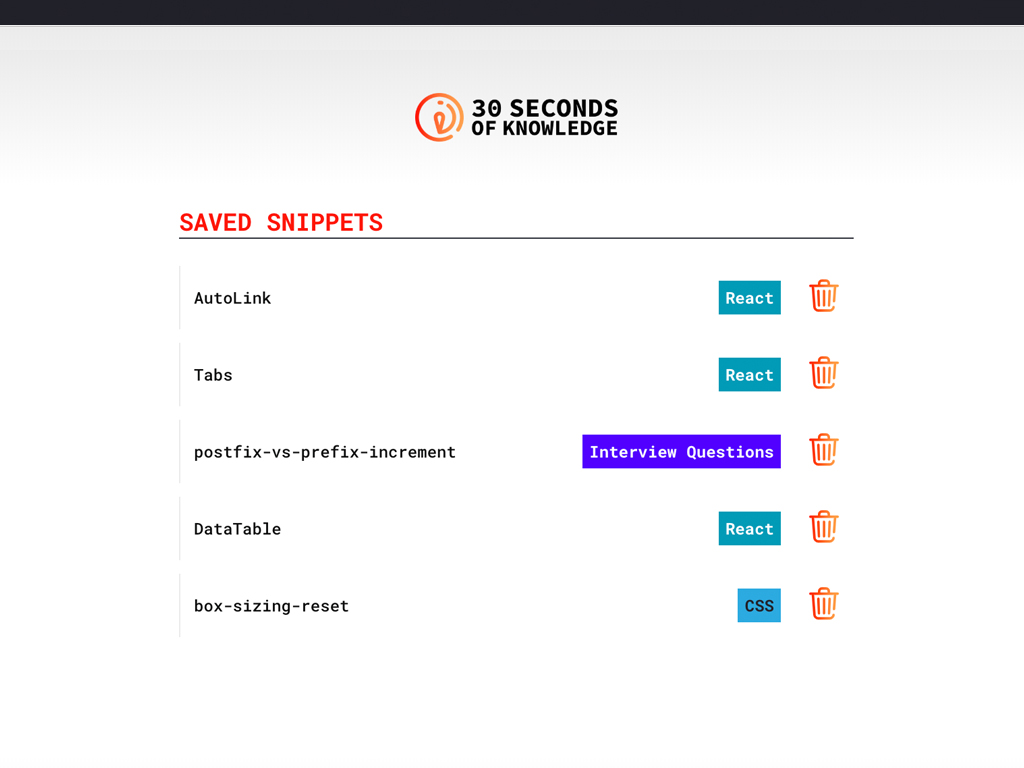 30 SECONDS
OF KNOWLEDGE
SAVED SNIPPETS
AutoLink React
Tabs React
postfix-vs-prefix-increment Interview Questions
DataTable React
box-sizing-reset CSS